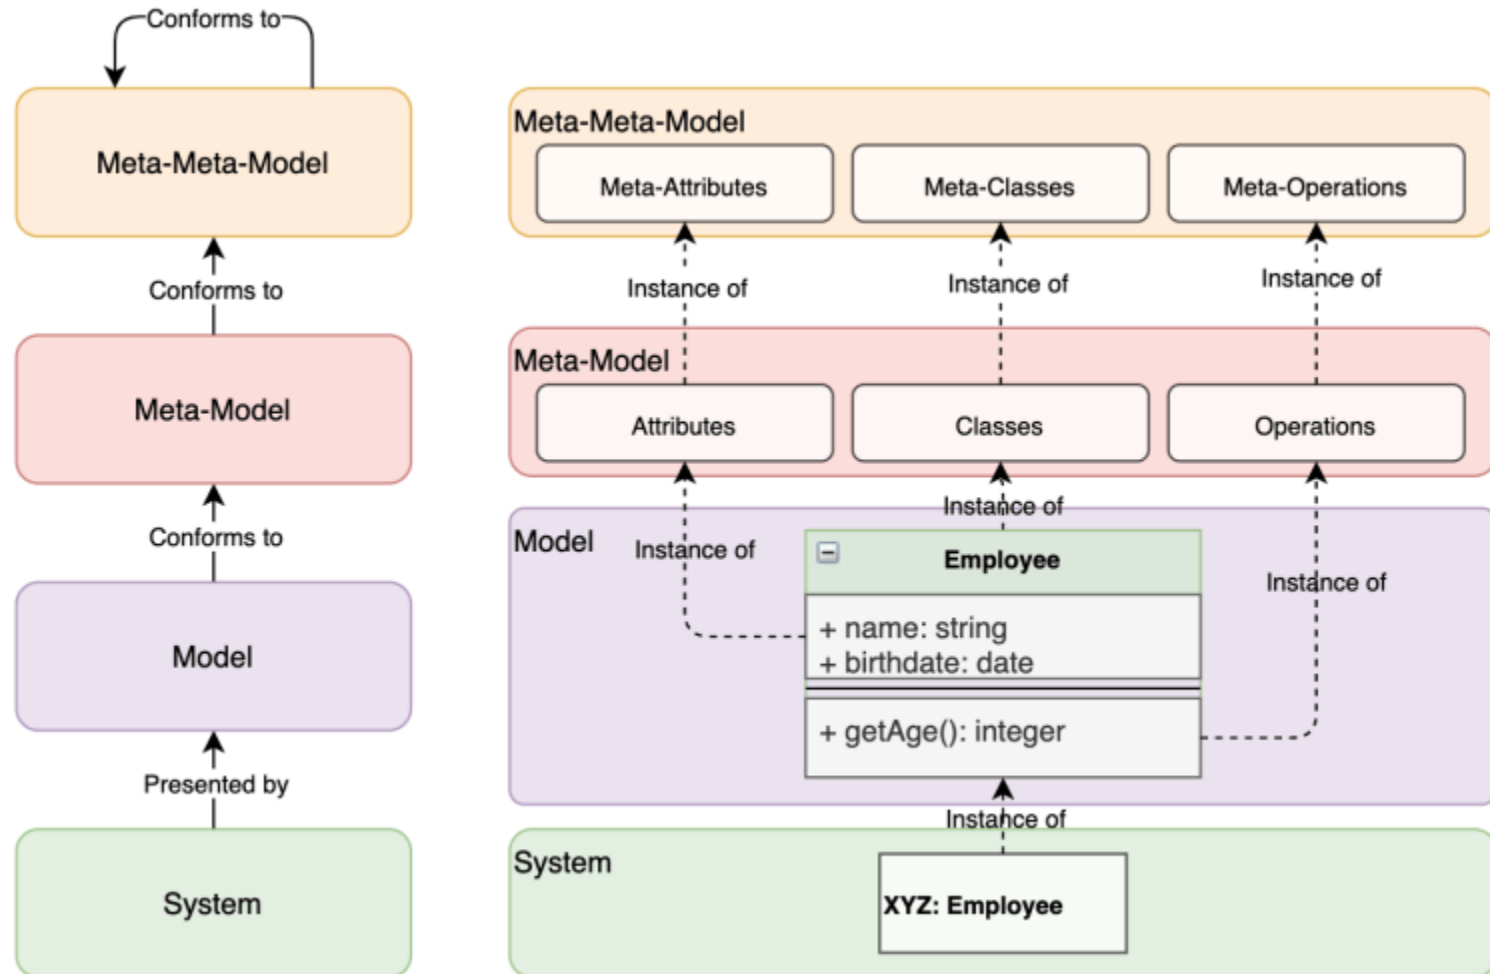 Conforms to
Meta-Meta-Model
Conforms to
Meta-Model
Conforms to
Model
Presented by
System
Meta-Meta-Model
Meta-Attributes
Meta-Classes
Meta-Operations
Instance of
Instance of
Instance of
Meta-Model
Attributes
Classes
Operations
Instance of
Instance of
Instance of
Model
Employee
+ name: string
+ birthdate: date
+ getAge(): integer
Instance of
System
XYZ: Employee